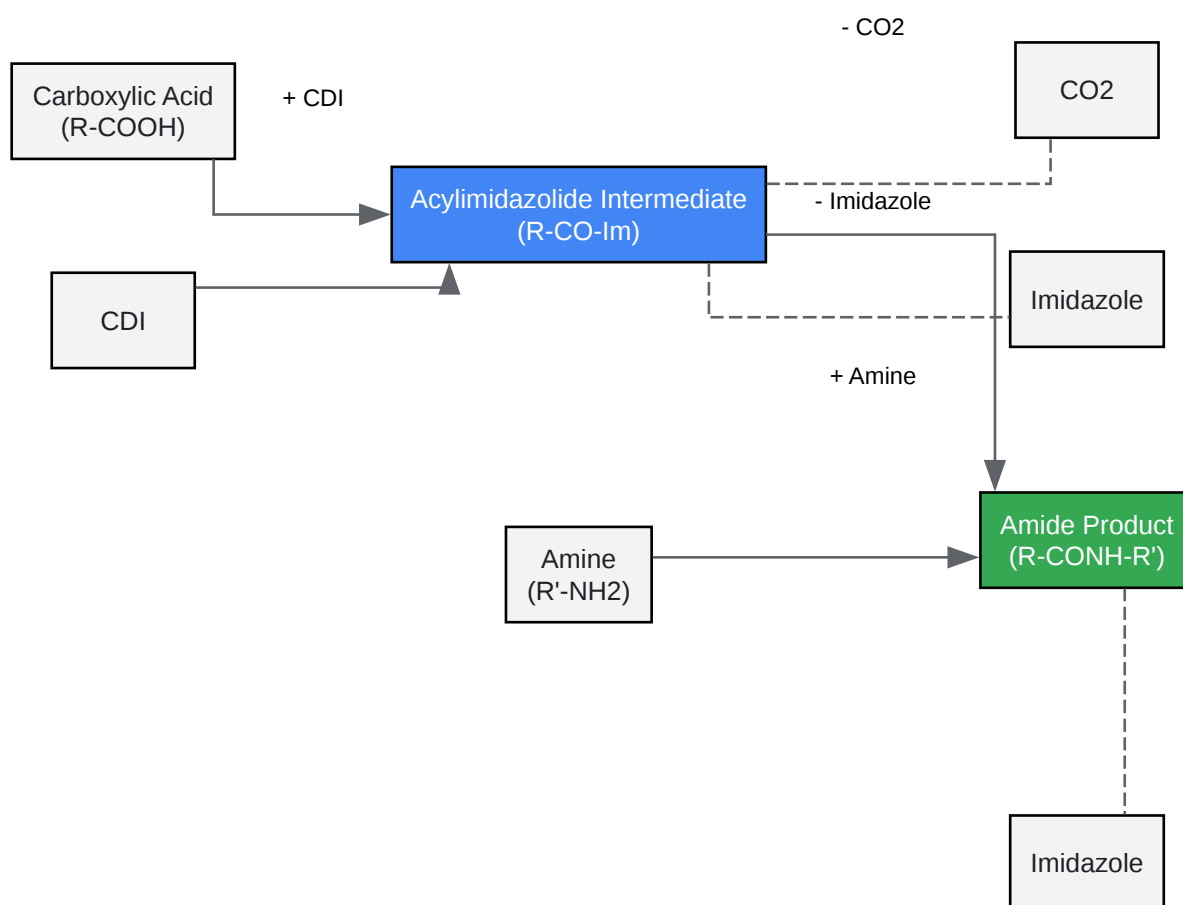 - CO2
CO2
Carboxylic Acid
(R-COOH)
+ CDI
Acylimidazolide Intermediate
(R-CO-Im)
- Imidazole
CDI
Imidazole
+ Amine
Amine
(R'-NH2)
Amide Product
(R-CONH-R')
Imidazole